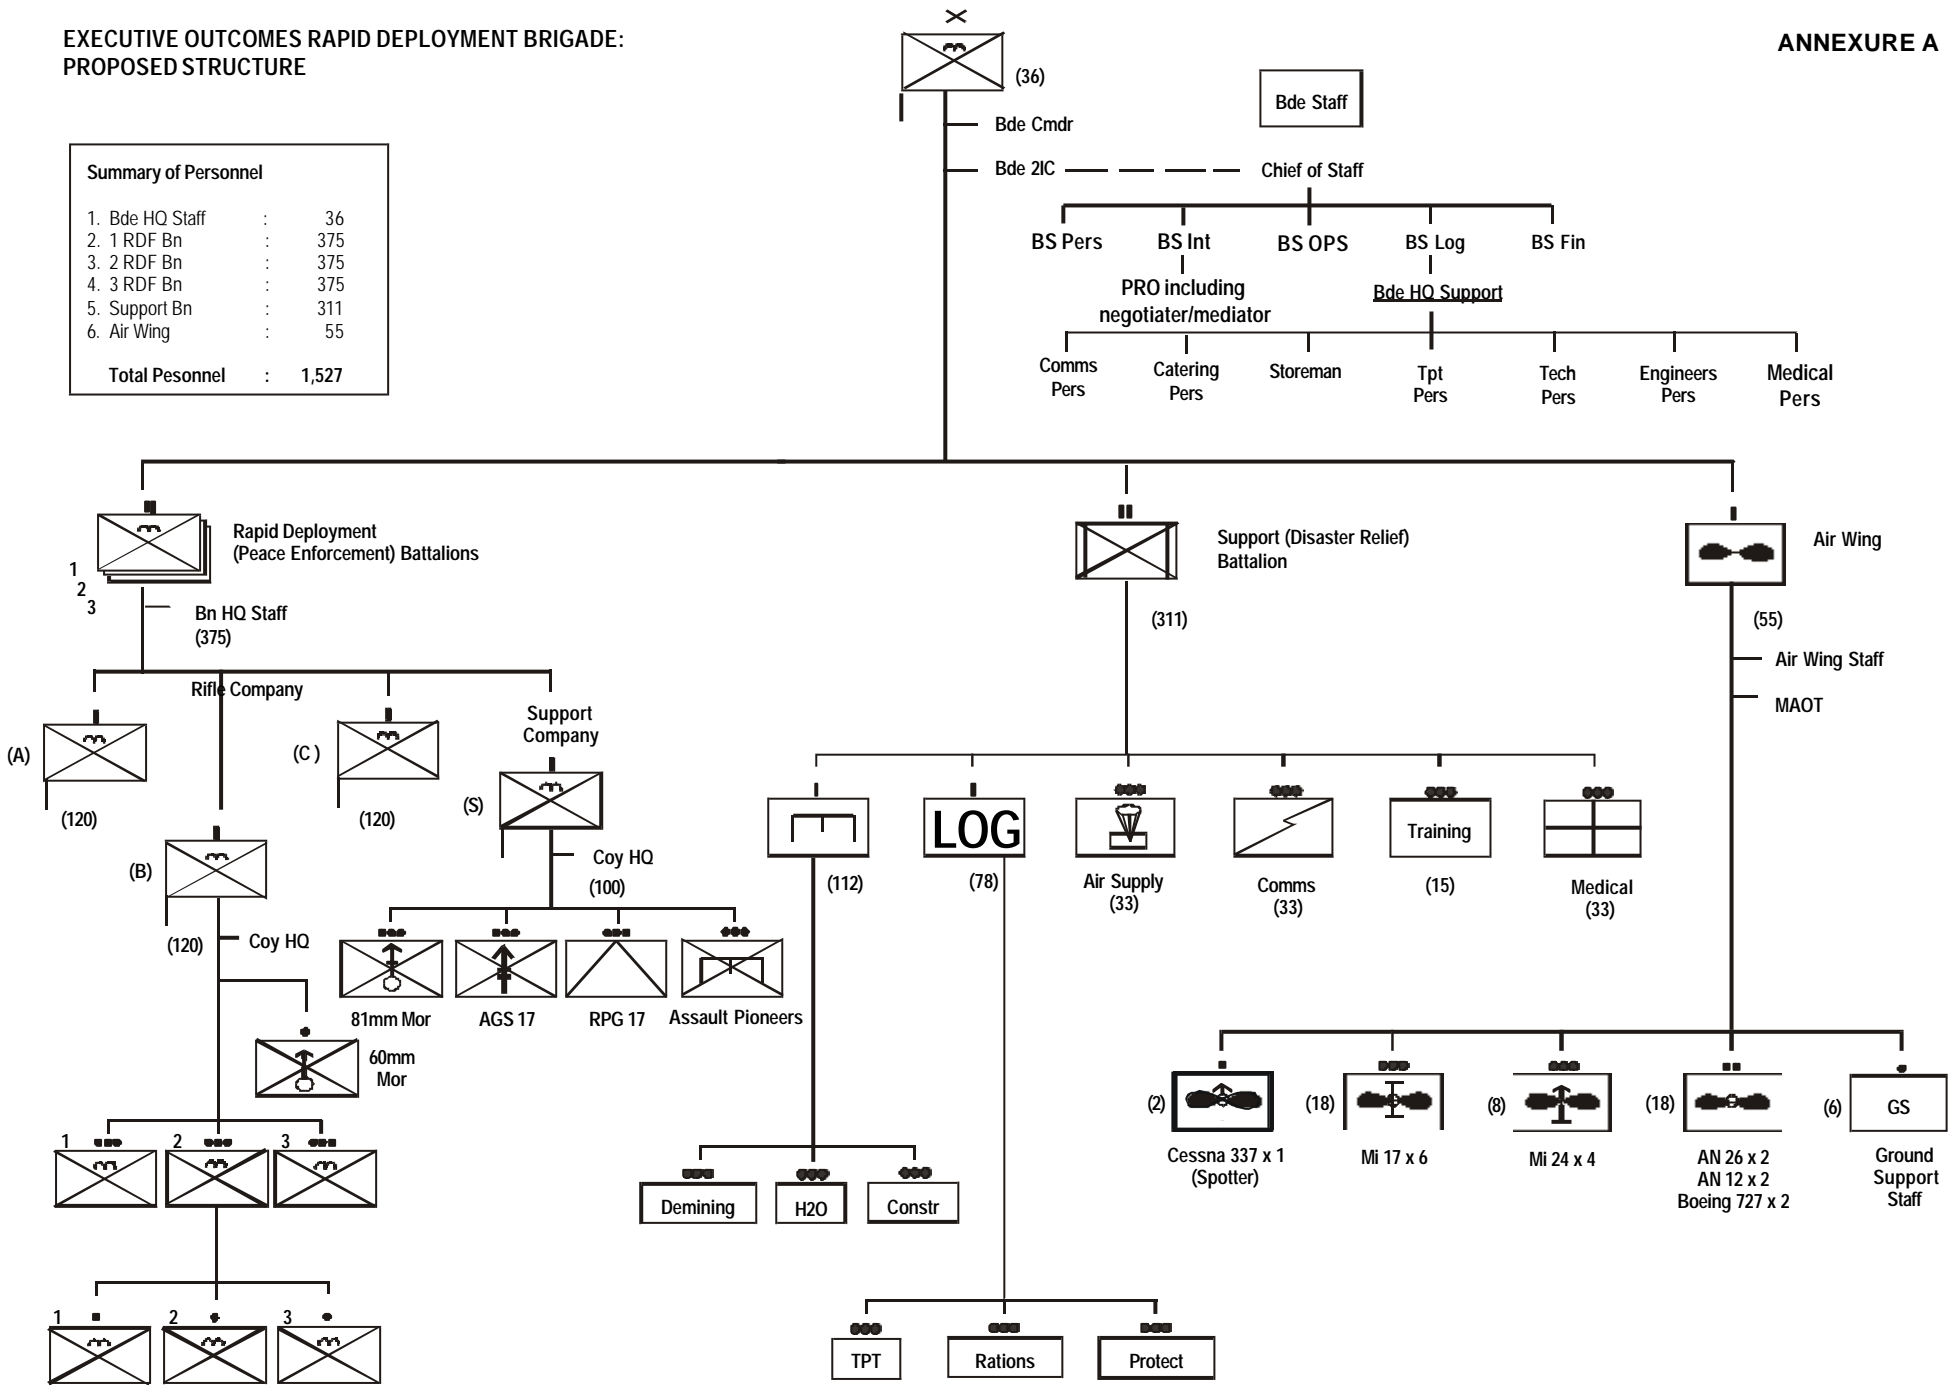 EXECUTIVE OUTCOMES RAPID DEPLOYMENT BRIGADE:
PROPOSED STRUCTURE
ANNEXURE A
(36)
Bde Staff
Bde Cmdr
Bde 2IC
Chief of Staff
Summary of Personnel
1. Bde HQ Staff : 36
2. 1 RDF Bn : 375
3. 2 RDF Bn : 375
4. 3 RDF Bn : 375
5. Support Bn : 311
6. Air Wing : 55
Total Pesonnel : 1,527
BS Pers
BS Int
BS OPS
BS Log
BS Fin
PRO including
negotiater/mediator
Bde HQ Support
Comms
Pers
Catering
Pers
Storeman
Tpt
Pers
Tech
Pers
Engineers
Pers
Medical
Pers
Rapid Deployment
(Peace Enforcement) Battalions
1
2
3
Bn HQ Staff
(375)
Support (Disaster Relief)
Battalion
(311)
Air Wing
(55)
Air Wing Staff
MAOT
Rifle Company
(A)
(120)
(B)
(120)
Coy HQ
(C )
(120)
Support
Company
(S)
Coy HQ
(100)
81mm Mor
AGS 17
RPG 17
Assault Pioneers
60mm
Mor
1
2
3
1
2
3
(112)
LOG
(78)
Air Supply
(33)
Comms
(33)
Training
(15)
Medical
(33)
Demining
H2O
Constr
TPT
Rations
Protect
(2)
Cessna 337 x 1
(Spotter)
(18)
Mi 17 x 6
(8)
Mi 24 x 4
(18)
AN 26 x 2
AN 12 x 2
Boeing 727 x 2
(6)
GS
Ground
Support
Staff